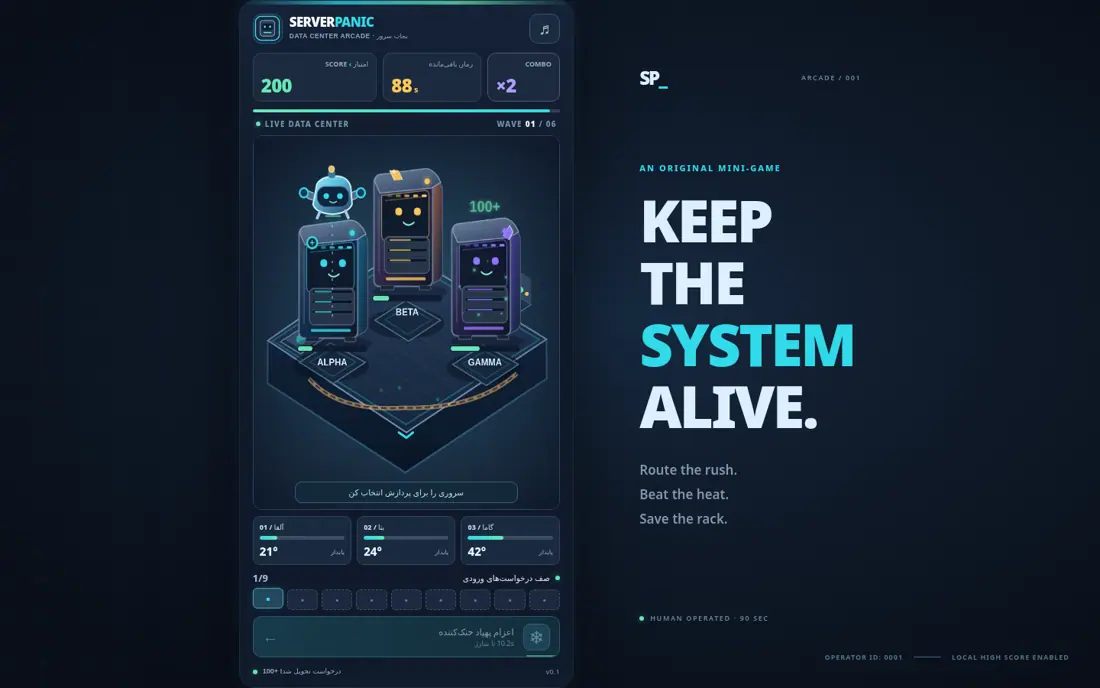 SERVERPANIC
DATA CENTER ARCADE · پنیک سرور
SCORE › امتیاز
زمان باقی‌مانده
COMBO
200
88s
×2
LIVE DATA CENTER
WAVE 01 / 06
100+
BETA
ALPHA
GAMMA
سروری را برای پردازش انتخاب کن
01 / آلفا
21°
پایدار
02 / بتا
24°
پایدار
03 / گاما
42°
پایدار
1/9
صف درخواست‌های ورودی
اعزام پهپاد خنک‌کننده
10.2s تا شارژ
درخواست تحویل شد! +100
v0.1
SP_
ARCADE / 001
AN ORIGINAL MINI-GAME
KEEP
THE
SYSTEM
ALIVE.
Route the rush.
Beat the heat.
Save the rack.
HUMAN OPERATED · 90 SEC
OPERATOR ID: 0001
LOCAL HIGH SCORE ENABLED